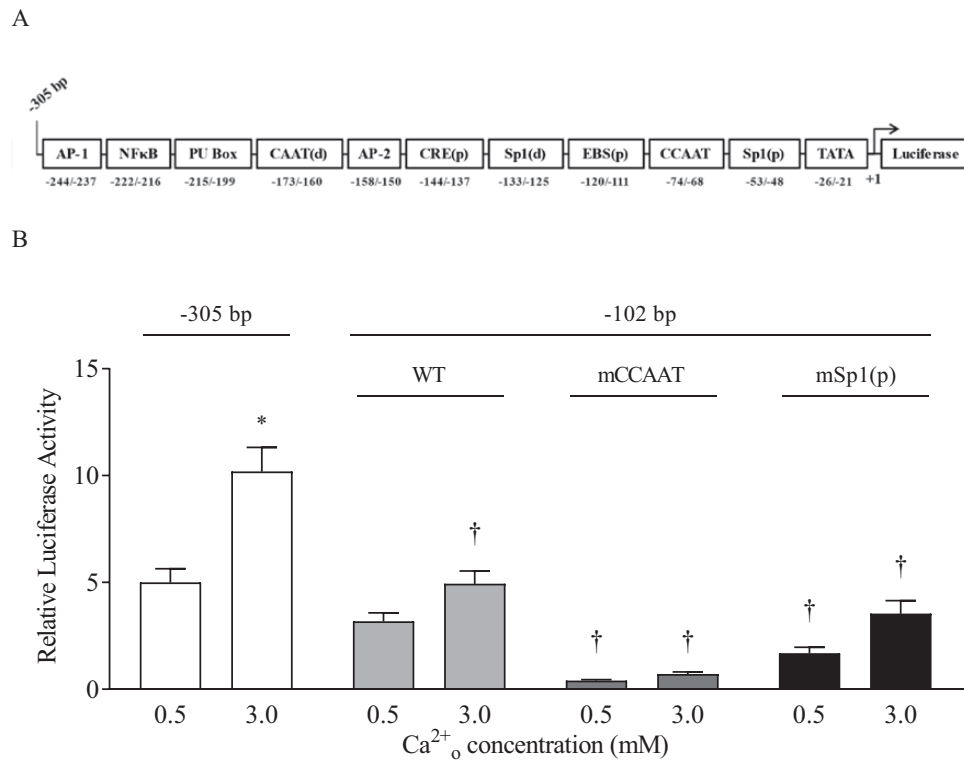 A
-305 bp
AP-1 NFκB PU Box CAAT(d) AP-2 CRE(p) Sp1(d) EBS(p) CCAAT Sp1(p) TATA Luciferase
-244/-237 -222/-216 -215/-199 -173/-160 -158/-150 -144/-137 -133/-125 -120/-111 -74/-68 -53/-48 -26/-21 +1
B
-305 bp -102 bp
WT mCCAAT mSp1(p)
Relative Luciferase Activity
15
10
5
0
*
†
† †
† †
0.5 3.0 0.5 3.0 0.5 3.0 0.5 3.0
Ca²⁺ₒ concentration (mM)